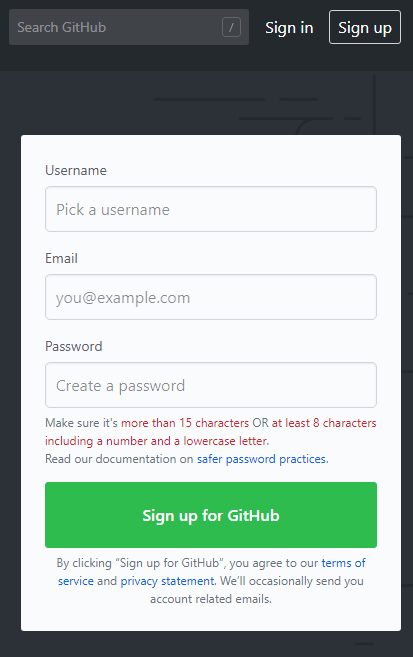 Search GitHub / Sign in Sign up
Username
Pick a username
Email
you@example.com
Password
Create a password
Make sure it's more than 15 characters OR at least 8 characters
including a number and a lowercase letter.
Read our documentation on safer password practices.
Sign up for GitHub
By clicking “Sign up for GitHub”, you agree to our terms of
service and privacy statement. We’ll occasionally send you
account related emails.